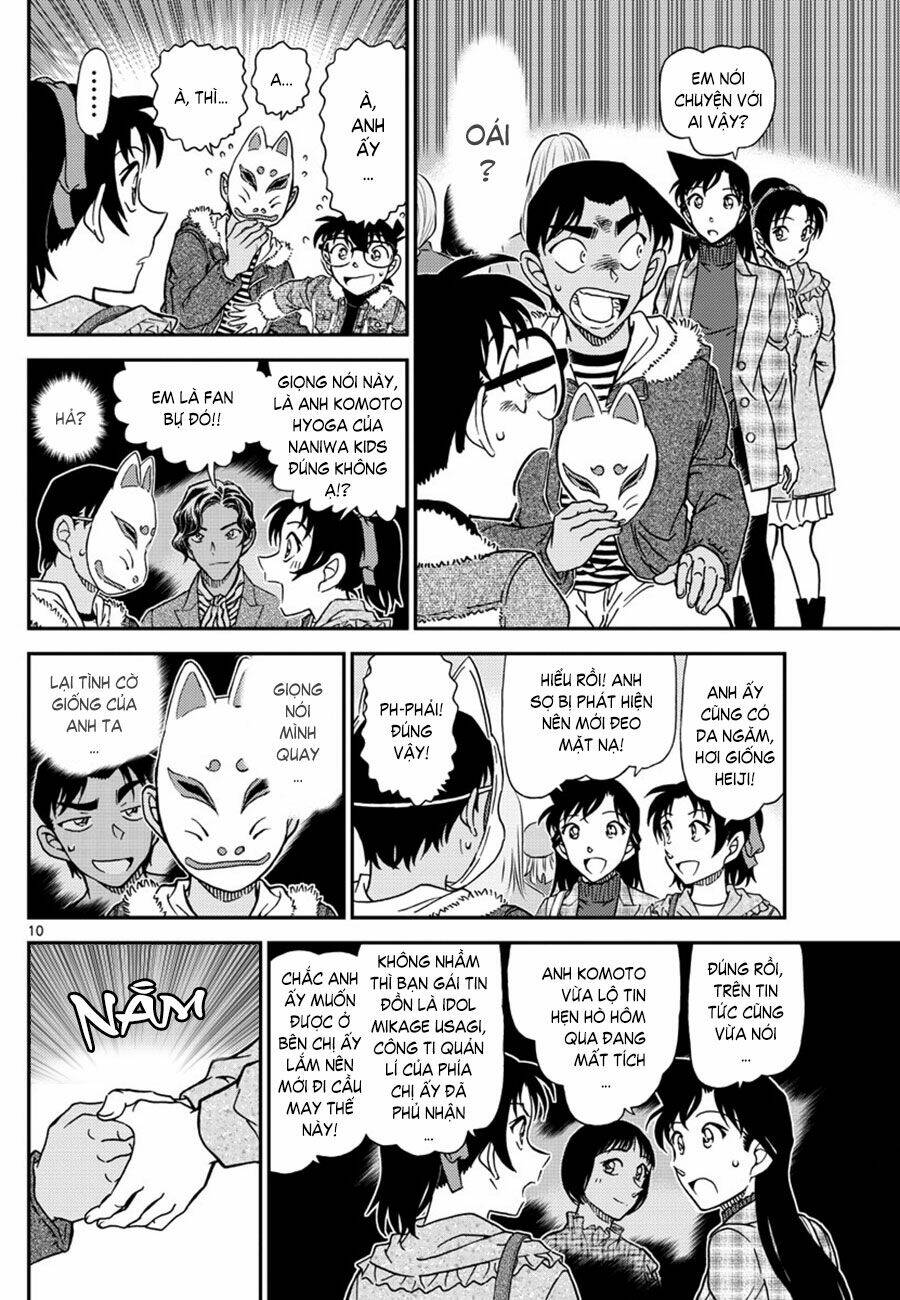 EM NÓI
CHUYỆN VỚI
AI VẬY?
OÁI
?
À,
ANH
ẤY
...
A...
À, THÌ...
......
GIỌNG NÓI NÀY,
LÀ ANH KOMOTO
HYOGA CỦA
NANIWA KIDS
ĐÚNG KHÔNG
Ạ!?
EM LÀ FAN
BỰ ĐÓ!!
HẢ?
ANH ẤY
CŨNG CÓ
DA NGĂM,
HƠI GIỐNG
HEIJI!
HIỂU RỒI! ANH
SỢ BỊ PHÁT HIỆN
NÊN MỚI ĐEO
MẶT NẠ!
PH-PHẢI!
ĐÚNG
VẬY!
GIỌNG
NÓI
MÌNH
QUAY
...
LẠI TÌNH CỜ
GIỐNG CỦA
ANH TA
...
10
ĐÚNG RỒI,
TRÊN TIN
TỨC CŨNG
VỪA NÓI
...
ANH KOMOTO
VỪA LỘ TIN
HẸN HÒ HÔM
QUA ĐANG
MẤT TÍCH
...
KHÔNG NHẦM
THÌ BẠN GÁI TIN
ĐỒN LÀ IDOL
MIKAGE USAGI,
CÔNG TI QUẢN
LÍ CỦA PHÍA
CHỊ ẤY ĐÃ
PHỦ NHẬN
...
CHẮC ANH
ẤY MUỐN
ĐƯỢC Ở
BÊN CHỊ ẤY
LẮM NÊN
MỚI ĐI CẦU
MAY THẾ
NÀY!
NẮM